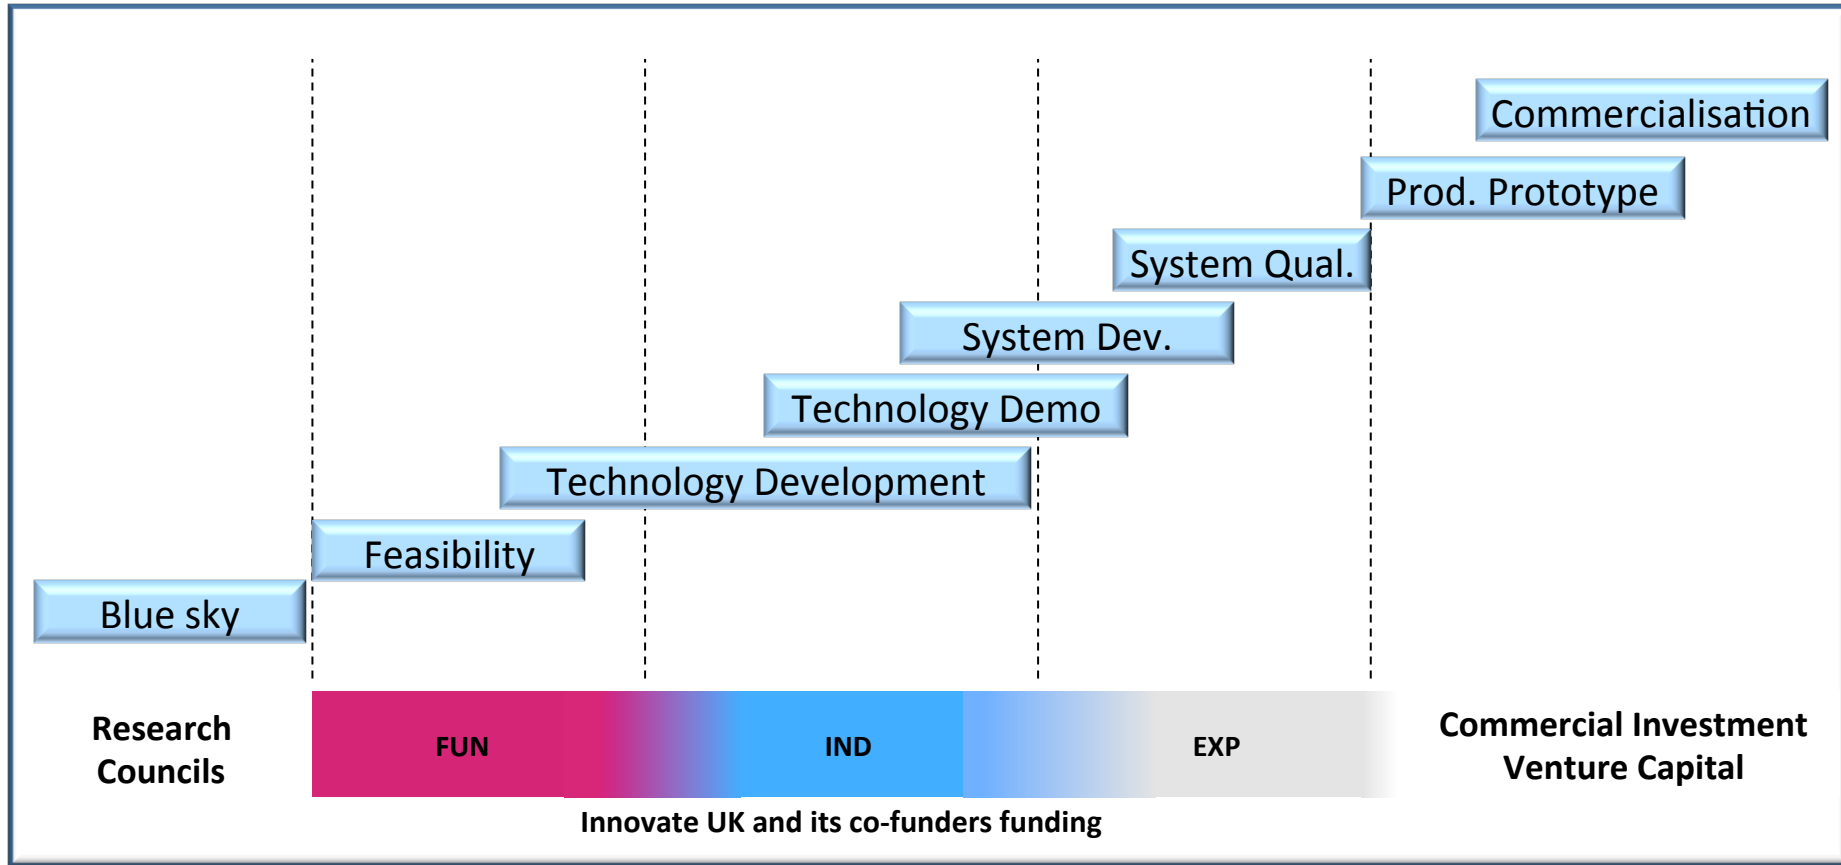 Commercialisation
Prod. Prototype
System Qual.
System Dev.
Technology Demo
Technology Development
Feasibility
Blue sky
Research
Councils
FUN
IND
EXP
Commercial Investment
Venture Capital
Innovate UK and its co-funders funding